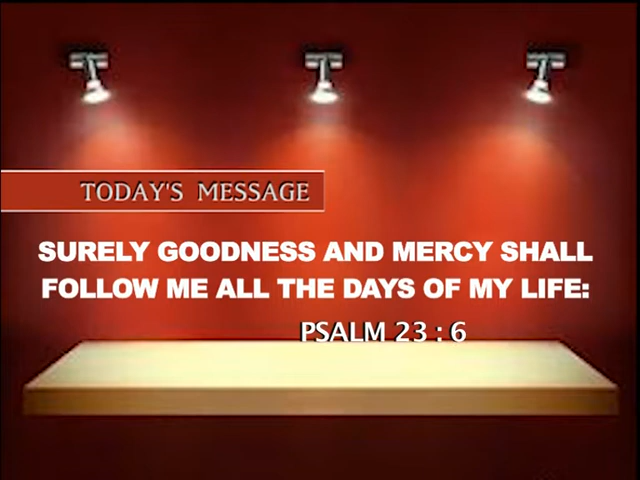 TODAY'S MESSAGE
SURELY GOODNESS AND MERCY SHALL
FOLLOW ME ALL THE DAYS OF MY LIFE:
PSALM 23 : 6